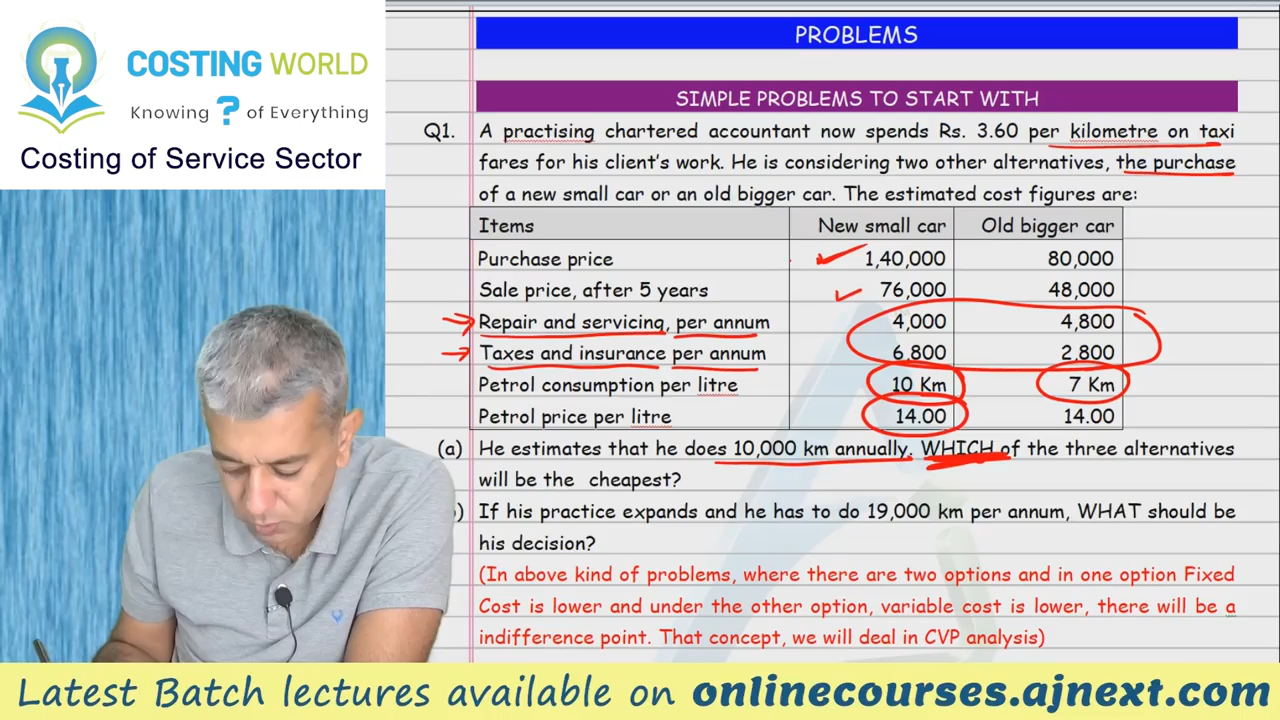 COSTING WORLD
Knowing ? of Everything
Costing of Service Sector
PROBLEMS
SIMPLE PROBLEMS TO START WITH
Q1. A practising chartered accountant now spends Rs. 3.60 per kilometre on taxi
fares for his client's work. He is considering two other alternatives, the purchase
of a new small car or an old bigger car. The estimated cost figures are:
Items New small car Old bigger car
Purchase price 1,40,000 80,000
Sale price, after 5 years 76,000 48,000
Repair and servicing, per annum 4,000 4,800
Taxes and insurance per annum 6,800 2,800
Petrol consumption per litre 10 Km 7 Km
Petrol price per litre 14.00 14.00
(a) He estimates that he does 10,000 km annually. WHICH of the three alternatives
will be the cheapest?
) If his practice expands and he has to do 19,000 km per annum, WHAT should be
his decision?
(In above kind of problems, where there are two options and in one option Fixed
Cost is lower and under the other option, variable cost is lower, there will be a
indifference point. That concept, we will deal in CVP analysis)
Latest Batch lectures available on onlinecourses.ajnext.com